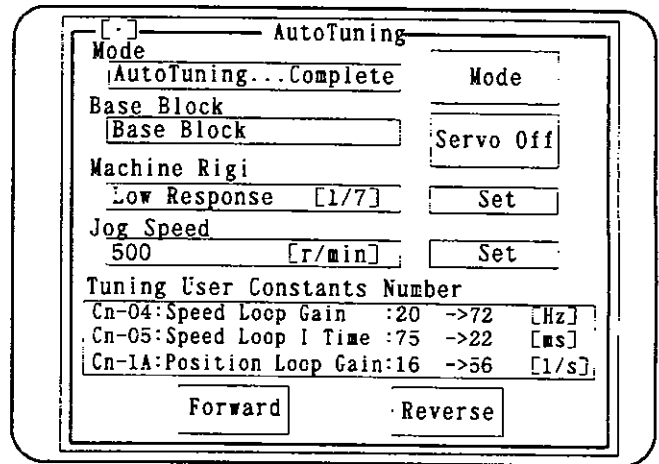 [·] AutoTuning
Mode
AutoTuning...Complete Mode
Base Block
Base Block Servo Off
Machine Rigi
Low Response [1/7] Set
Jog Speed
500 [r/min] Set
Tuning User Constants Number
Cn-04:Speed Loop Gain :20 ->72 [Hz]
Cn-05:Speed Loop I Time :75 ->22 [ms]
Cn-1A:Position Loop Gain:16 ->56 [1/s]
Forward Reverse